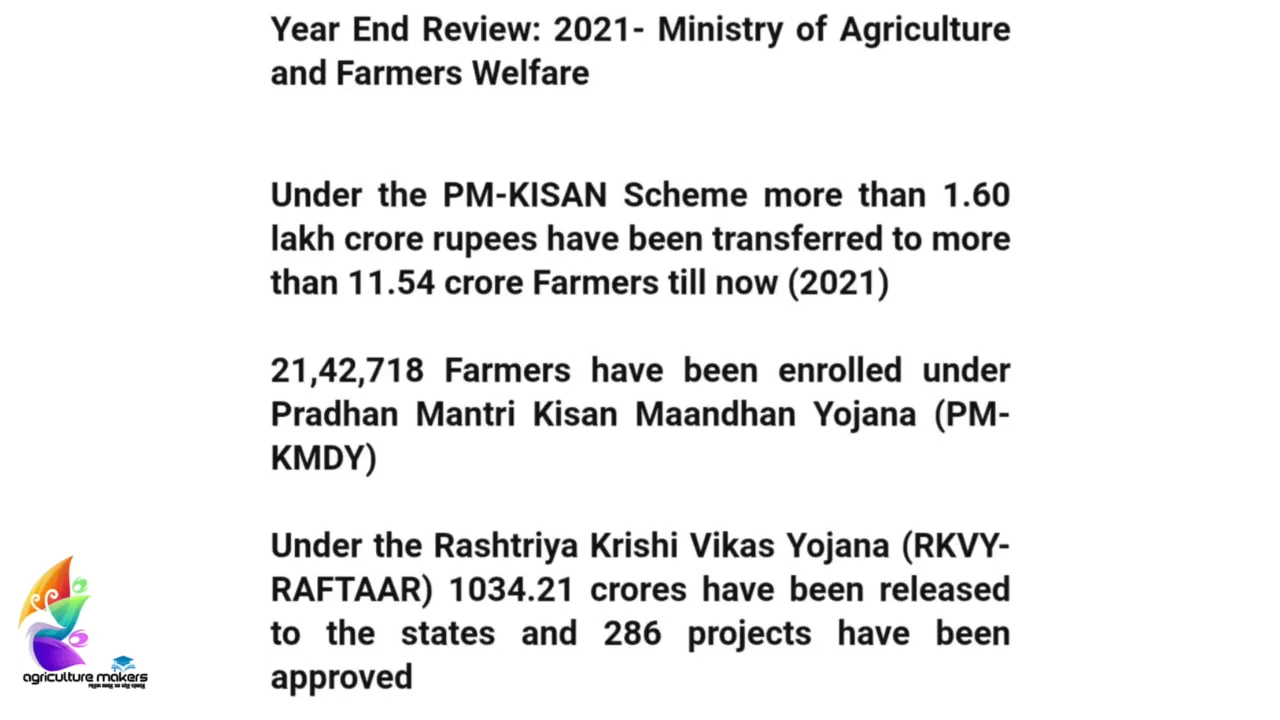 Year End Review: 2021- Ministry of Agriculture
and Farmers Welfare
Under the PM-KISAN Scheme more than 1.60
lakh crore rupees have been transferred to more
than 11.54 crore Farmers till now (2021)
21,42,718 Farmers have been enrolled under
Pradhan Mantri Kisan Maandhan Yojana (PM-
KMDY)
Under the Rashtriya Krishi Vikas Yojana (RKVY-
RAFTAAR) 1034.21 crores have been released
to the states and 286 projects have been
approved
agriculture makers